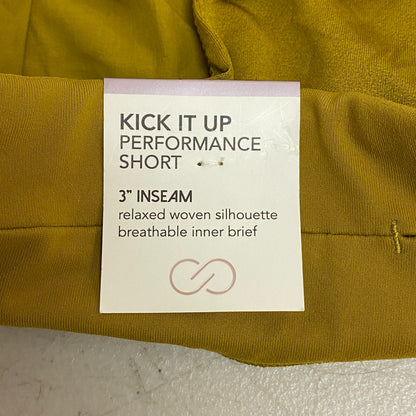 KICK IT UP
PERFORMANCE
SHORT
3" INSEAM
relaxed woven silhouette
breathable inner brief